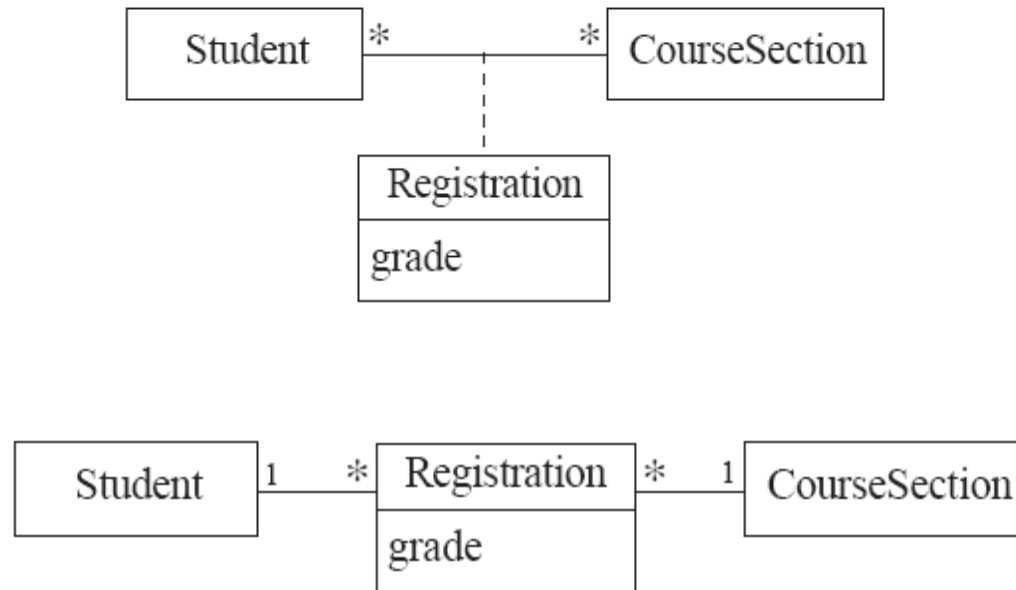 Student * * CourseSection
Registration
grade
Student 1 * Registration * 1 CourseSection
grade